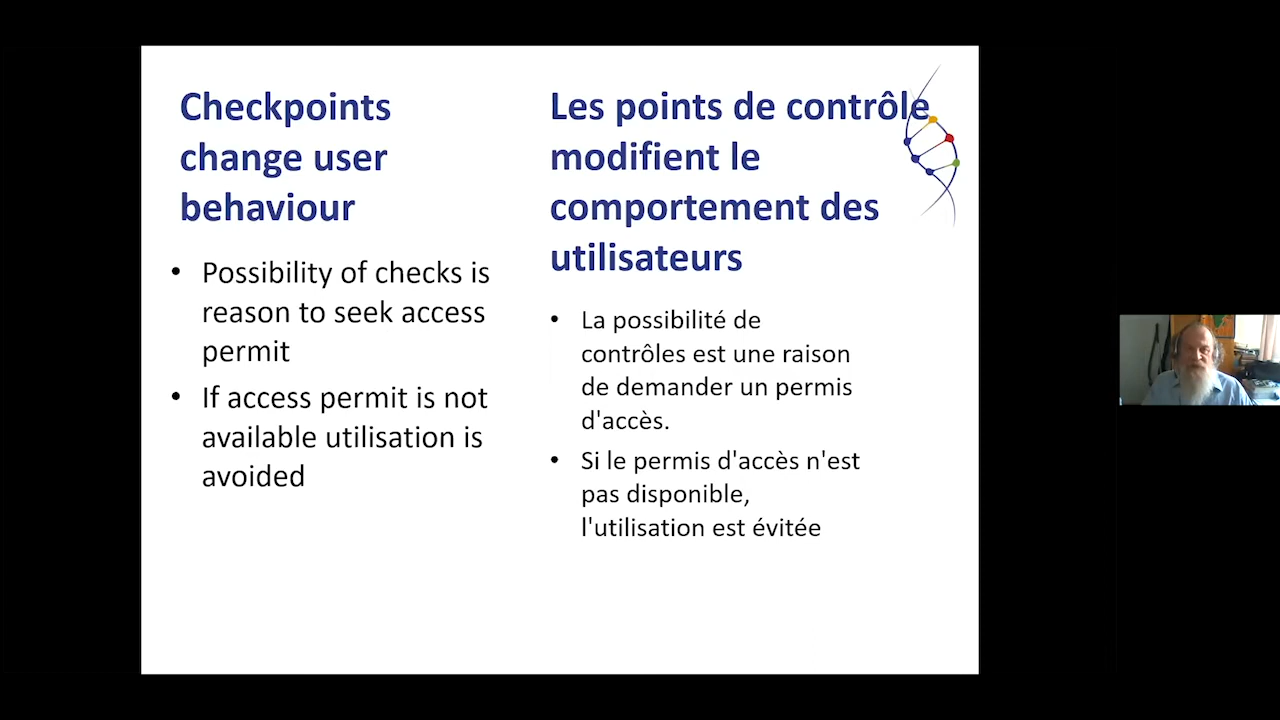 Checkpoints
change user
behaviour
• Possibility of checks is
reason to seek access
permit
• If access permit is not
available utilisation is
avoided
Les points de contrôle
modifient le
comportement des
utilisateurs
• La possibilité de
contrôles est une raison
de demander un permis
d'accès.
• Si le permis d'accès n'est
pas disponible,
l'utilisation est évitée